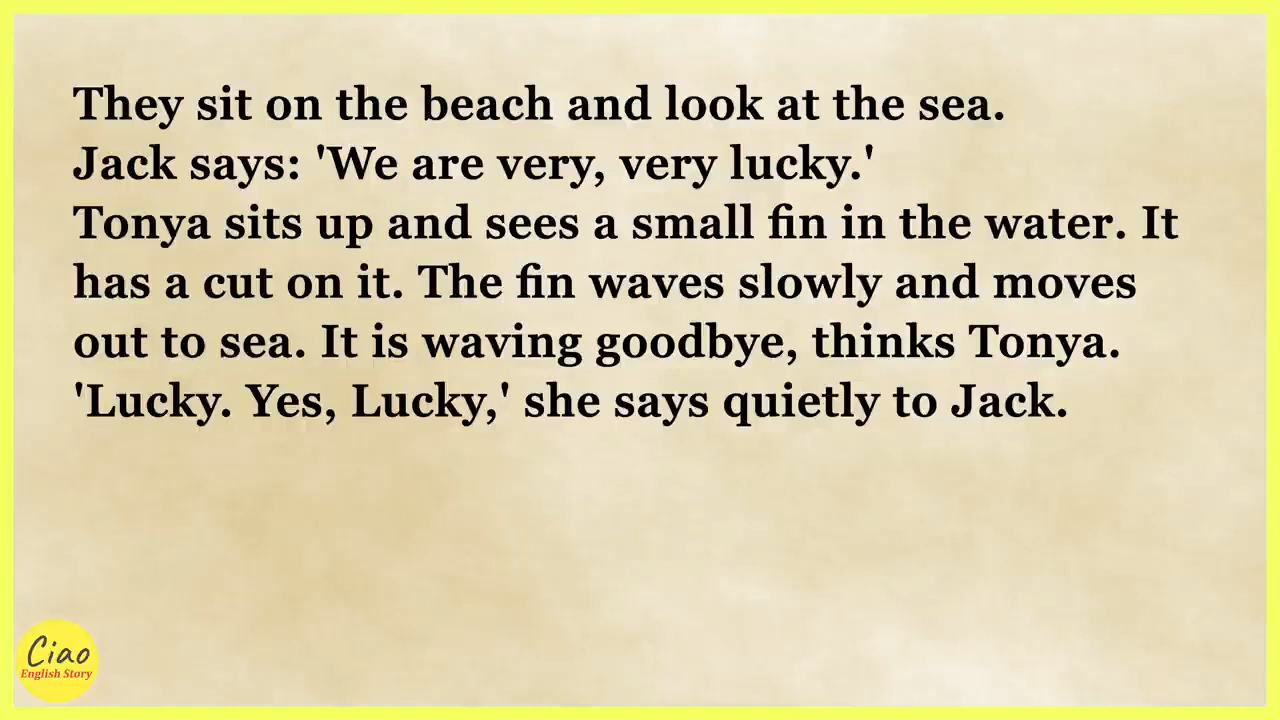 They sit on the beach and look at the sea.
Jack says: 'We are very, very lucky.'
Tonya sits up and sees a small fin in the water. It
has a cut on it. The fin waves slowly and moves
out to sea. It is waving goodbye, thinks Tonya.
'Lucky. Yes, Lucky,' she says quietly to Jack.
Ciao
English Story